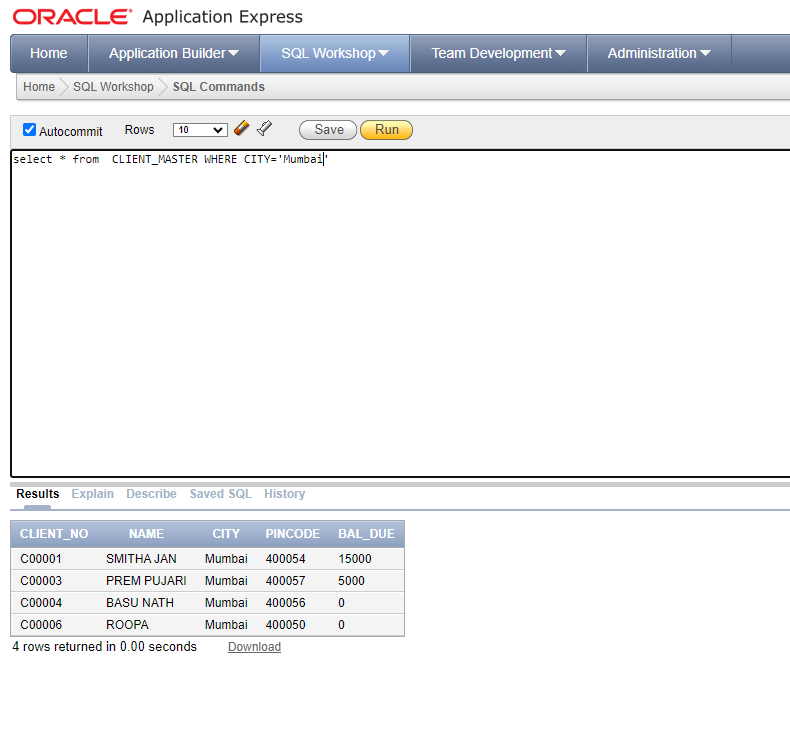 ORACLE® Application Express
Home Application Builder SQL Workshop Team Development Administration
Home SQL Workshop SQL Commands
Autocommit Rows 10 Save Run
select * from  CLIENT_MASTER WHERE CITY='Mumbai'
Results Explain Describe Saved SQL History
CLIENT_NO NAME CITY PINCODE BAL_DUE
C00001 SMITHA JAN Mumbai 400054 15000
C00003 PREM PUJARI Mumbai 400057 5000
C00004 BASU NATH Mumbai 400056 0
C00006 ROOPA Mumbai 400050 0
4 rows returned in 0.00 seconds Download